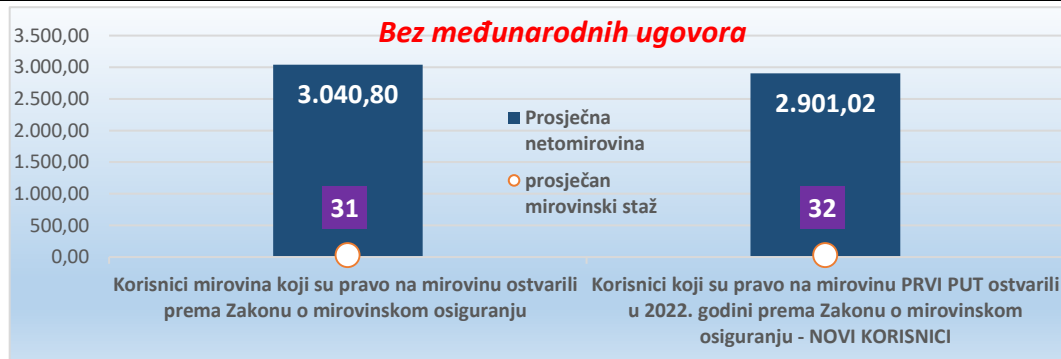 Bez međunarodnih ugovora
3.500,00
3.000,00
2.500,00
2.000,00
1.500,00
1.000,00
500,00
0,00
3.040,80
2.901,02
31
32
Prosječna
netomirovina
prosječan
mirovinski staž
Korisnici mirovina koji su pravo na mirovinu ostvarili
prema Zakonu o mirovinskom osiguranju
Korisnici koji su pravo na mirovinu PRVI PUT ostvarili
u 2022. godini prema Zakonu o mirovinskom
osiguranju - NOVI KORISNICI